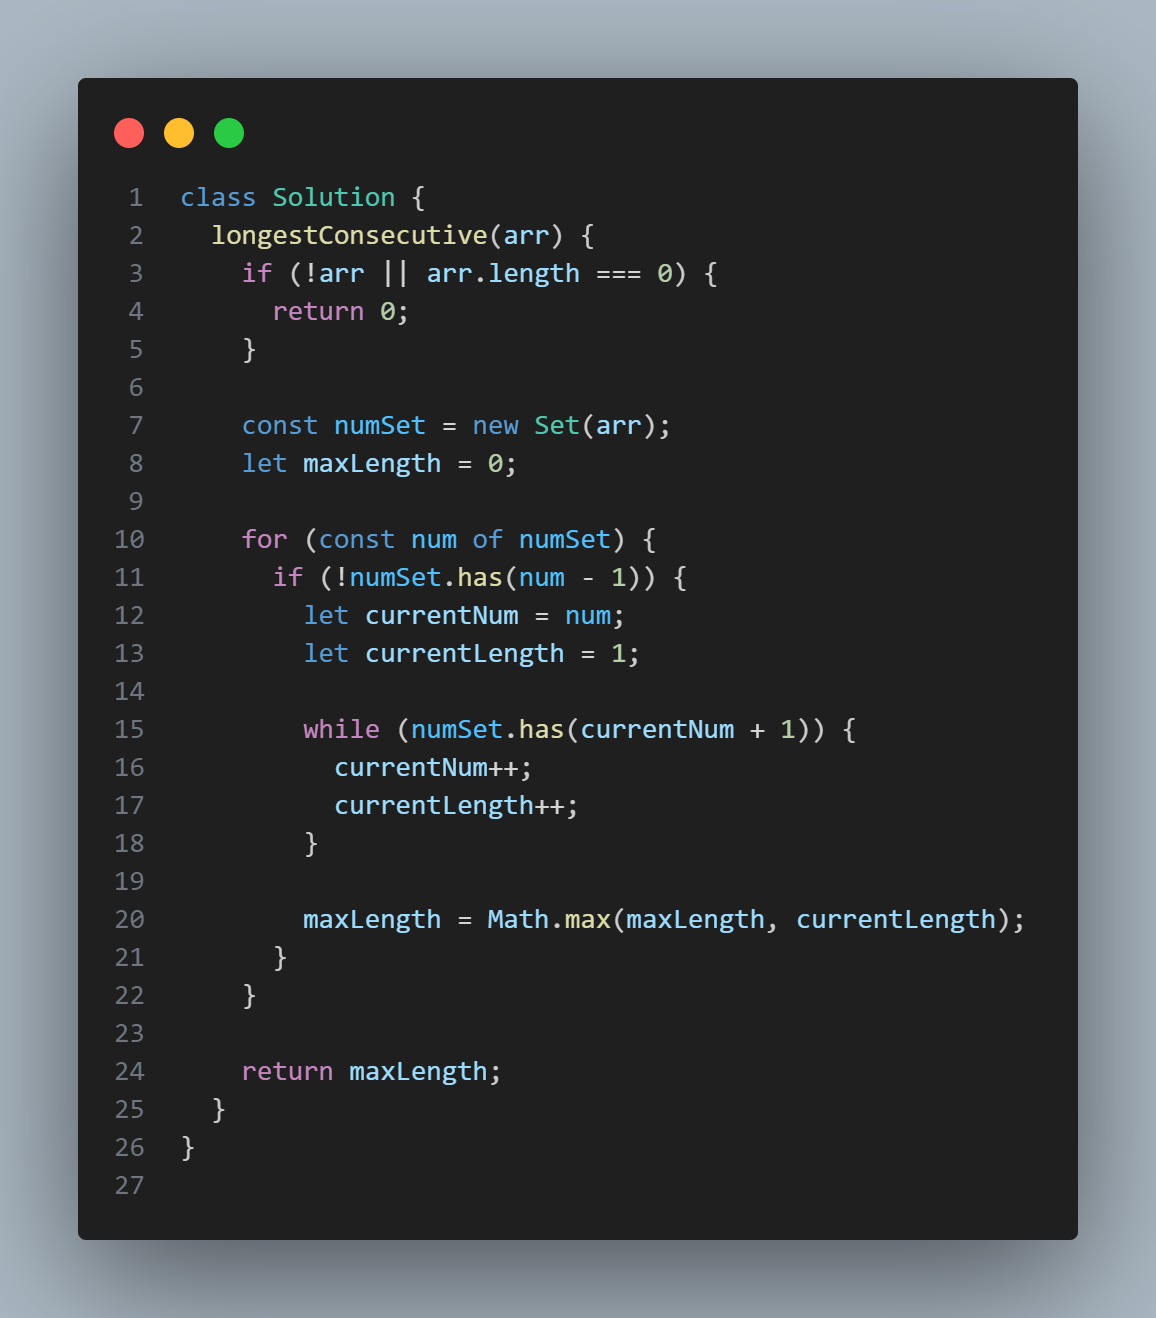 1 class Solution {
2   longestConsecutive(arr) {
3     if (!arr || arr.length === 0) {
4       return 0;
5     }
6
7     const numSet = new Set(arr);
8     let maxLength = 0;
9
10     for (const num of numSet) {
11       if (!numSet.has(num - 1)) {
12         let currentNum = num;
13         let currentLength = 1;
14
15         while (numSet.has(currentNum + 1)) {
16           currentNum++;
17           currentLength++;
18         }
19
20         maxLength = Math.max(maxLength, currentLength);
21       }
22     }
23
24     return maxLength;
25   }
26 }
27